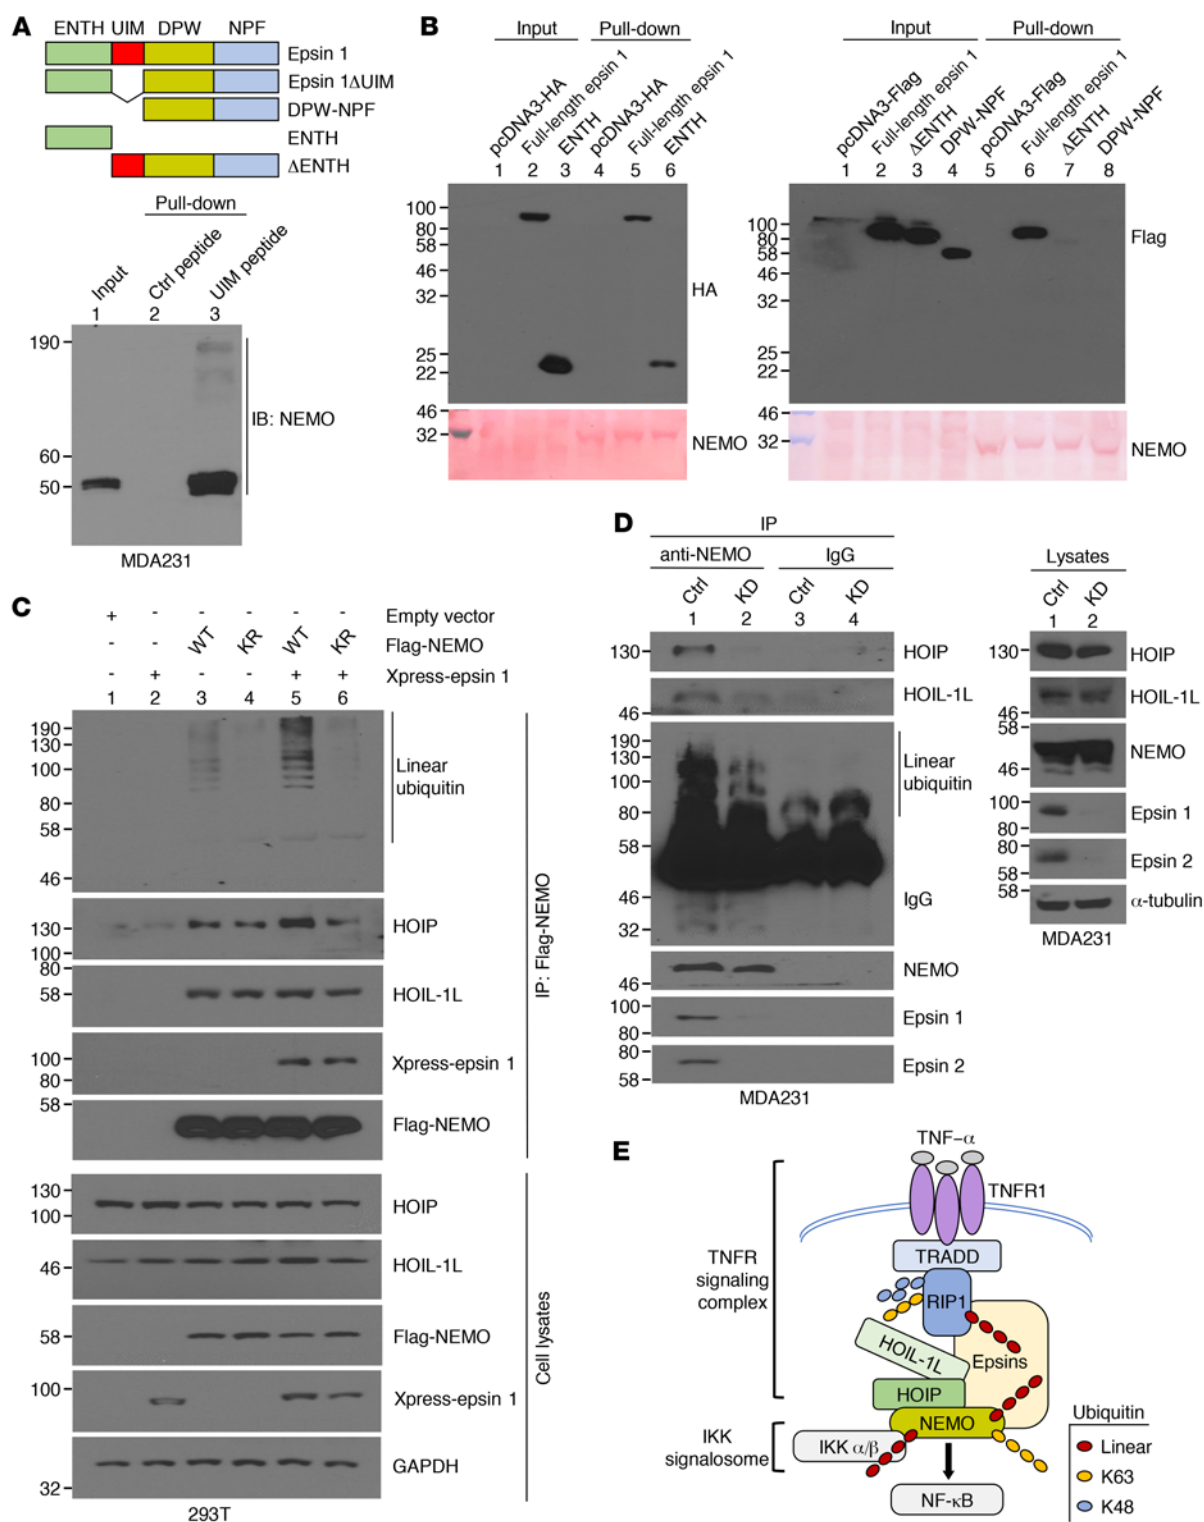 A
ENTH UIM DPW NPF
Epsin 1
Epsin 1ΔUIM
DPW-NPF
ENTH
ΔENTH
Pull-down
Input
Ctrl peptide
UIM peptide
1 2 3
190
60
50
IB: NEMO
MDA231
B
Input Pull-down
pcDNA3-HA
Full-length epsin 1
ENTH
pcDNA3-HA
Full-length epsin 1
ENTH
1 2 3 4 5 6
100
80
58
46
32
25
22
HA
46
32
NEMO
Input Pull-down
pcDNA3-Flag
Full-length epsin 1
ΔENTH
DPW-NPF
pcDNA3-Flag
Full-length epsin 1
ΔENTH
DPW-NPF
1 2 3 4 5 6 7 8
100
80
58
46
32
25
22
Flag
46
32
NEMO
C
+ - - - - - Empty vector
- - WT KR WT KR Flag-NEMO
- + - - + + Xpress-epsin 1
1 2 3 4 5 6
190
130
100
80
58
46
Linear
ubiquitin
130
100
HOIP
80
58
HOIL-1L
100
80
Xpress-epsin 1
58
Flag-NEMO
IP: Flag-NEMO
130
100
HOIP
46
HOIL-1L
58
Flag-NEMO
100
Xpress-epsin 1
32
GAPDH
Cell lysates
293T
D
IP
anti-NEMO IgG
Ctrl KD Ctrl KD
1 2 3 4
130
HOIP
46
HOIL-1L
190
130
100
80
58
46
32
Linear
ubiquitin
IgG
46
NEMO
100
80
Epsin 1
80
58
Epsin 2
MDA231
Lysates
Ctrl KD
1 2
130
HOIP
46
HOIL-1L
58
46
NEMO
100
80
Epsin 1
80
58
Epsin 2
58
α-tubulin
MDA231
E
TNF-α
TNFR1
TNFR
signaling
complex
TRADD
RIP1
HOIL-1L
Epsins
HOIP
NEMO
IKK
signalosome
IKK α/β
NF-κB
Ubiquitin
Linear
K63
K48